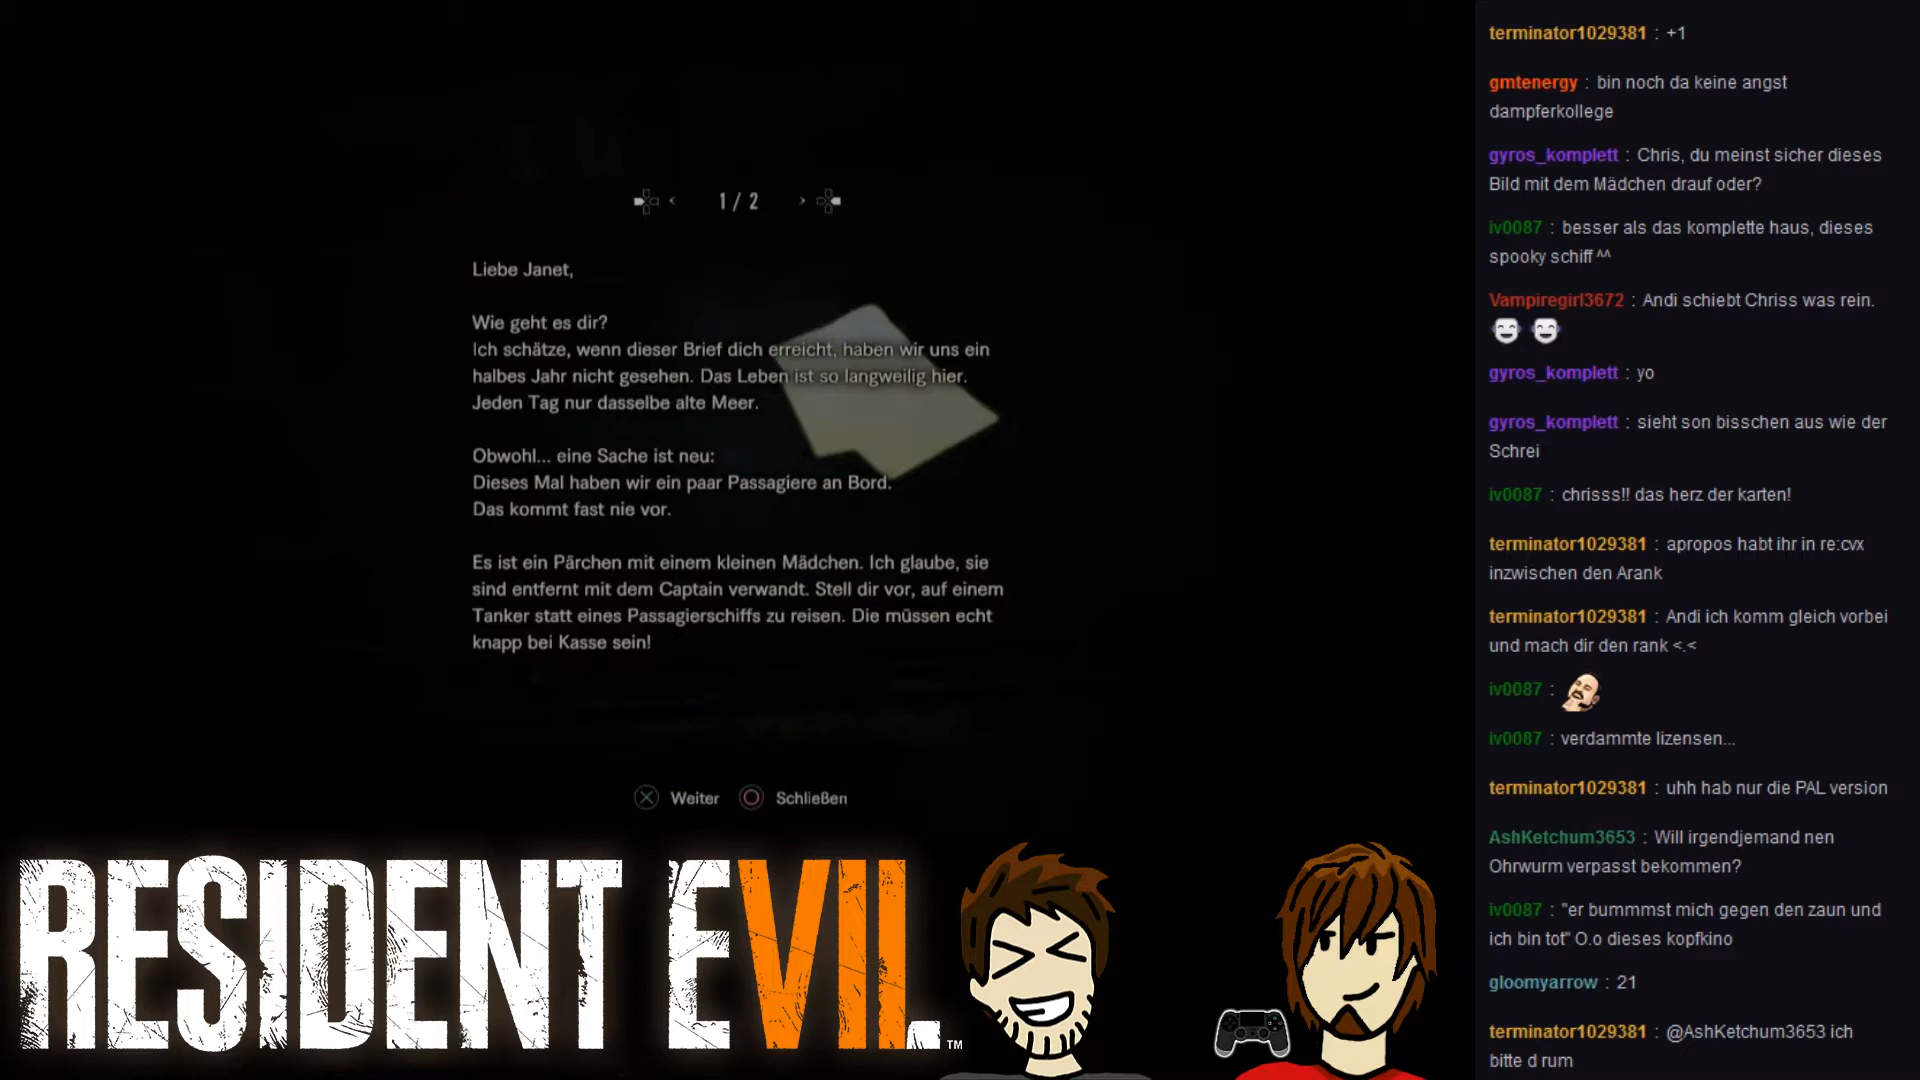 1 / 2
Liebe Janet,
Wie geht es dir?
Ich schätze, wenn dieser Brief dich erreicht, haben wir uns ein
halbes Jahr nicht gesehen. Das Leben ist so langweilig hier.
Jeden Tag nur dasselbe alte Meer.
Obwohl... eine Sache ist neu:
Dieses Mal haben wir ein paar Passagiere an Bord.
Das kommt fast nie vor.
Es ist ein Pärchen mit einem kleinen Mädchen. Ich glaube, sie
sind entfernt mit dem Captain verwandt. Stell dir vor, auf einem
Tanker statt eines Passagierschiffs zu reisen. Die müssen echt
knapp bei Kasse sein!
Weiter Schließen
RESIDENT EVII. ™
terminator1029381 : +1
gmtenergy : bin noch da keine angst
dampferkollege
gyros_komplett : Chris, du meinst sicher dieses
Bild mit dem Mädchen drauf oder?
iv0087 : besser als das komplette haus, dieses
spooky schiff ^^
Vampiregirl3672 : Andi schiebt Chriss was rein.
gyros_komplett : yo
gyros_komplett : sieht son bisschen aus wie der
Schrei
iv0087 : chrisss!! das herz der karten!
terminator1029381 : apropos habt ihr in re:cvx
inzwischen den Arank
terminator1029381 : Andi ich komm gleich vorbei
und mach dir den rank <.<
iv0087 :
iv0087 : verdammte lizensen...
terminator1029381 : uhh hab nur die PAL version
AshKetchum3653 : Will irgendjemand nen
Ohrwurm verpasst bekommen?
iv0087 : "er bummmst mich gegen den zaun und
ich bin tot" O.o dieses kopfkino
gloomyarrow : 21
terminator1029381 : @AshKetchum3653 ich
bitte d rum